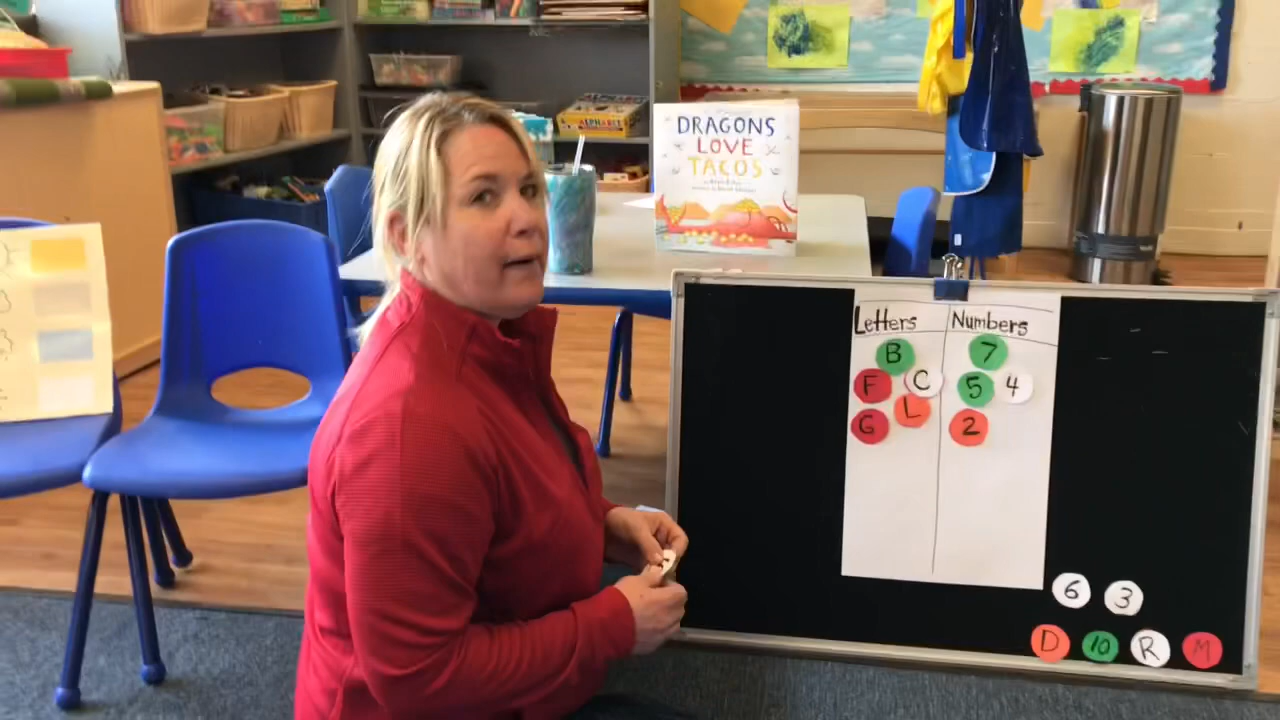 ALPHABET
DRAGONS
LOVE
TACOS
Letters Numbers
B 7
F C 5 4
G L 2
6 3
D 10 R M